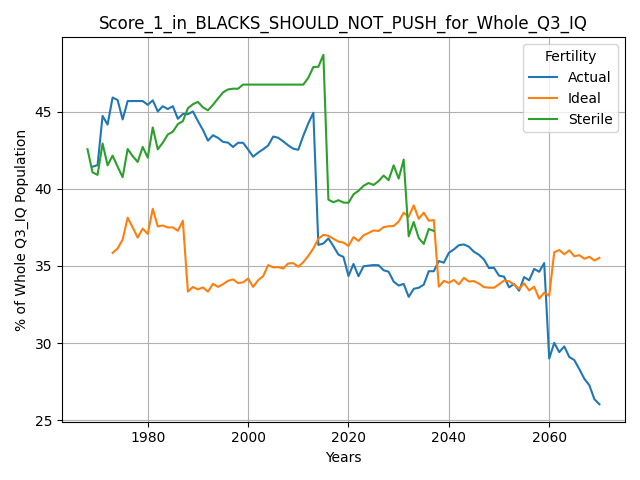 Score_1_in_BLACKS_SHOULD_NOT_PUSH_for_Whole_Q3_IQ
Fertility
Actual
Ideal
Sterile
% of Whole Q3_IQ Population
45
40
35
30
25
1980
2000
2020
2040
2060
Years